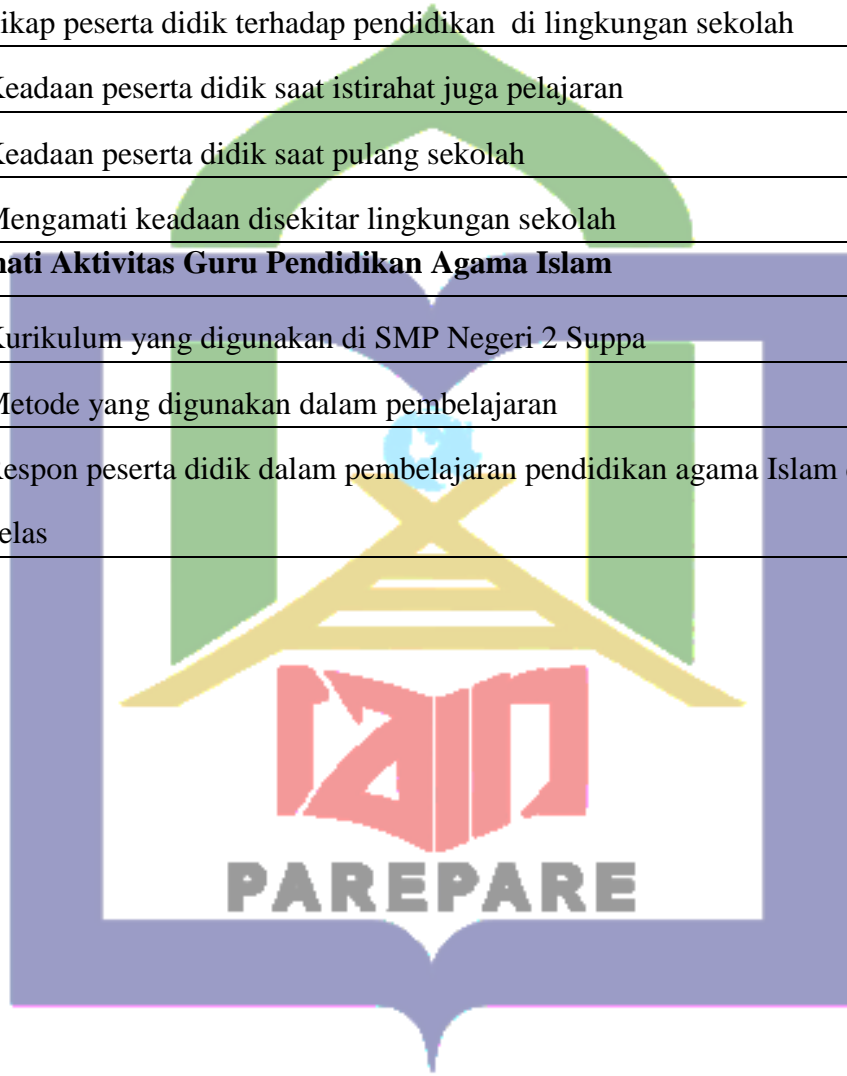 ikap peserta didik terhadap pendidikan di lingkungan sekolah
Keadaan peserta didik saat istirahat juga pelajaran
Keadaan peserta didik saat pulang sekolah
Mengamati keadaan disekitar lingkungan sekolah
nati Aktivitas Guru Pendidikan Agama Islam
Kurikulum yang digunakan di SMP Negeri 2 Suppa
Metode yang digunakan dalam pembelajaran
Respon peserta didik dalam pembelajaran pendidikan agama Islam
elas
iain
PAREPARE